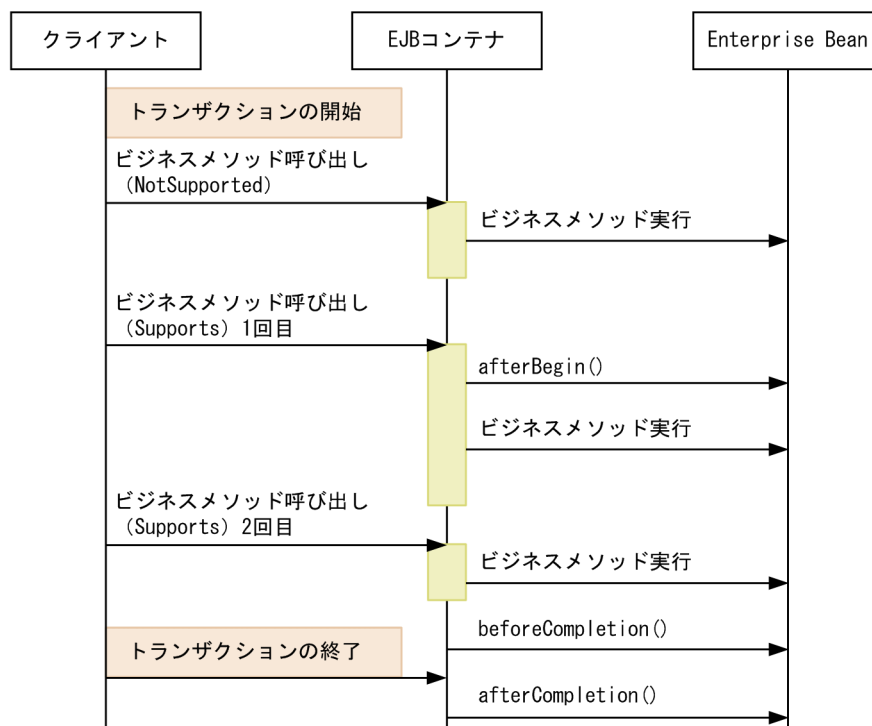 クライアント
EJBコンテナ
Enterprise Bean
トランザクションの開始
ビジネスメソッド呼び出し
（NotSupported）
ビジネスメソッド実行
ビジネスメソッド呼び出し
（Supports）1回目
afterBegin()
ビジネスメソッド実行
ビジネスメソッド呼び出し
（Supports）2回目
ビジネスメソッド実行
beforeCompletion()
トランザクションの終了
afterCompletion()